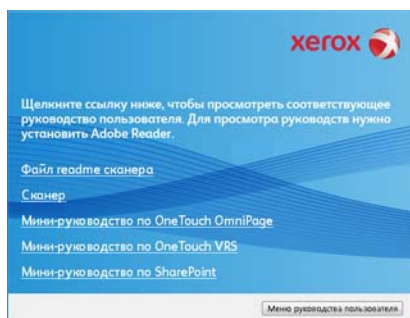 xerox
Щелкните ссылку ниже, чтобы просмотреть соответствующее
руководство пользователя. Для просмотра руководств нужно
установить Adobe Reader.
Файл readme сканера
Сканер
Мини-руководство по OneTouch OmniPage
Мини-руководство по OneTouch VRS
Мини-руководство по SharePoint
Меню руководства пользователя